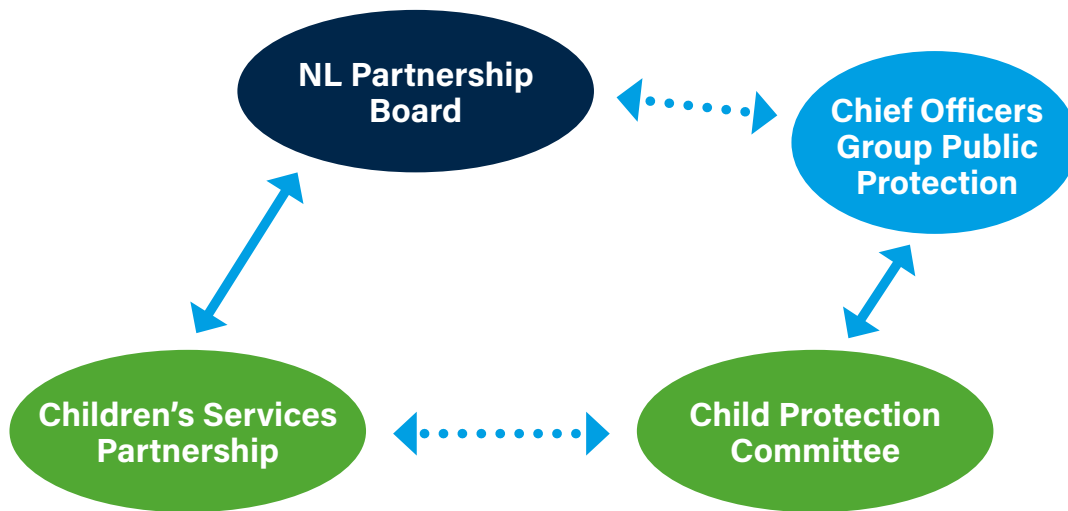 NL Partnership
Board
Chief Officers
Group Public
Protection
Children’s Services
Partnership
Child Protection
Committee